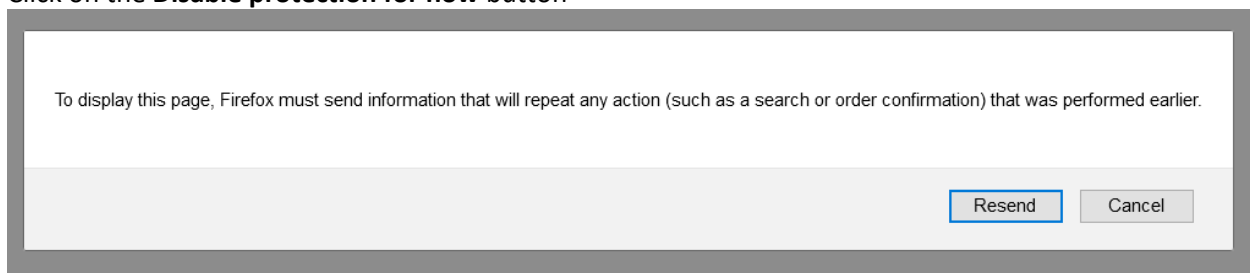 Click on the Disable protection for now button
To display this page, Firefox must send information that will repeat any action (such as a search or order confirmation) that was performed earlier.
Resend Cancel